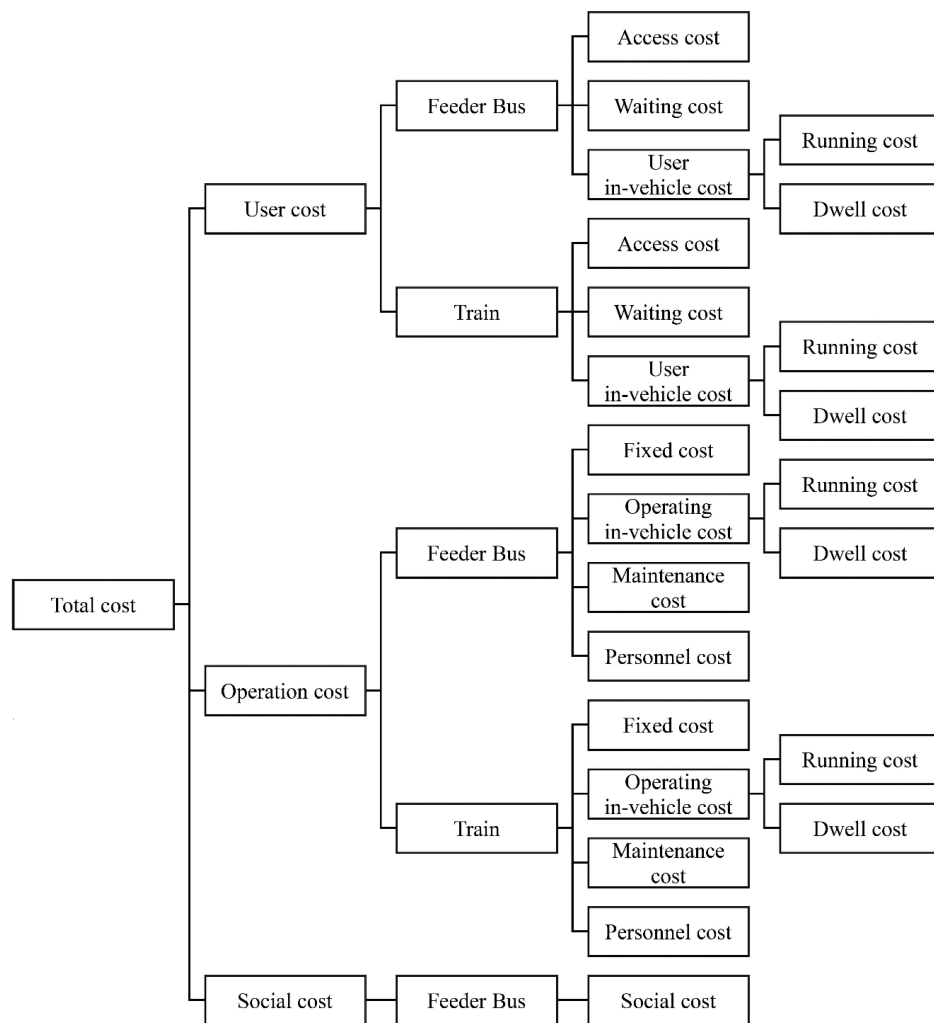 Access cost
Feeder Bus
Waiting cost
Running cost
User
in-vehicle cost
User cost
Dwell cost
Access cost
Train
Waiting cost
Running cost
User
in-vehicle cost
Dwell cost
Fixed cost
Running cost
Operating
in-vehicle cost
Feeder Bus
Dwell cost
Total cost
Maintenance
cost
Personnel cost
Operation cost
Fixed cost
Running cost
Operating
in-vehicle cost
Train
Dwell cost
Maintenance
cost
Personnel cost
Social cost
Feeder Bus
Social cost